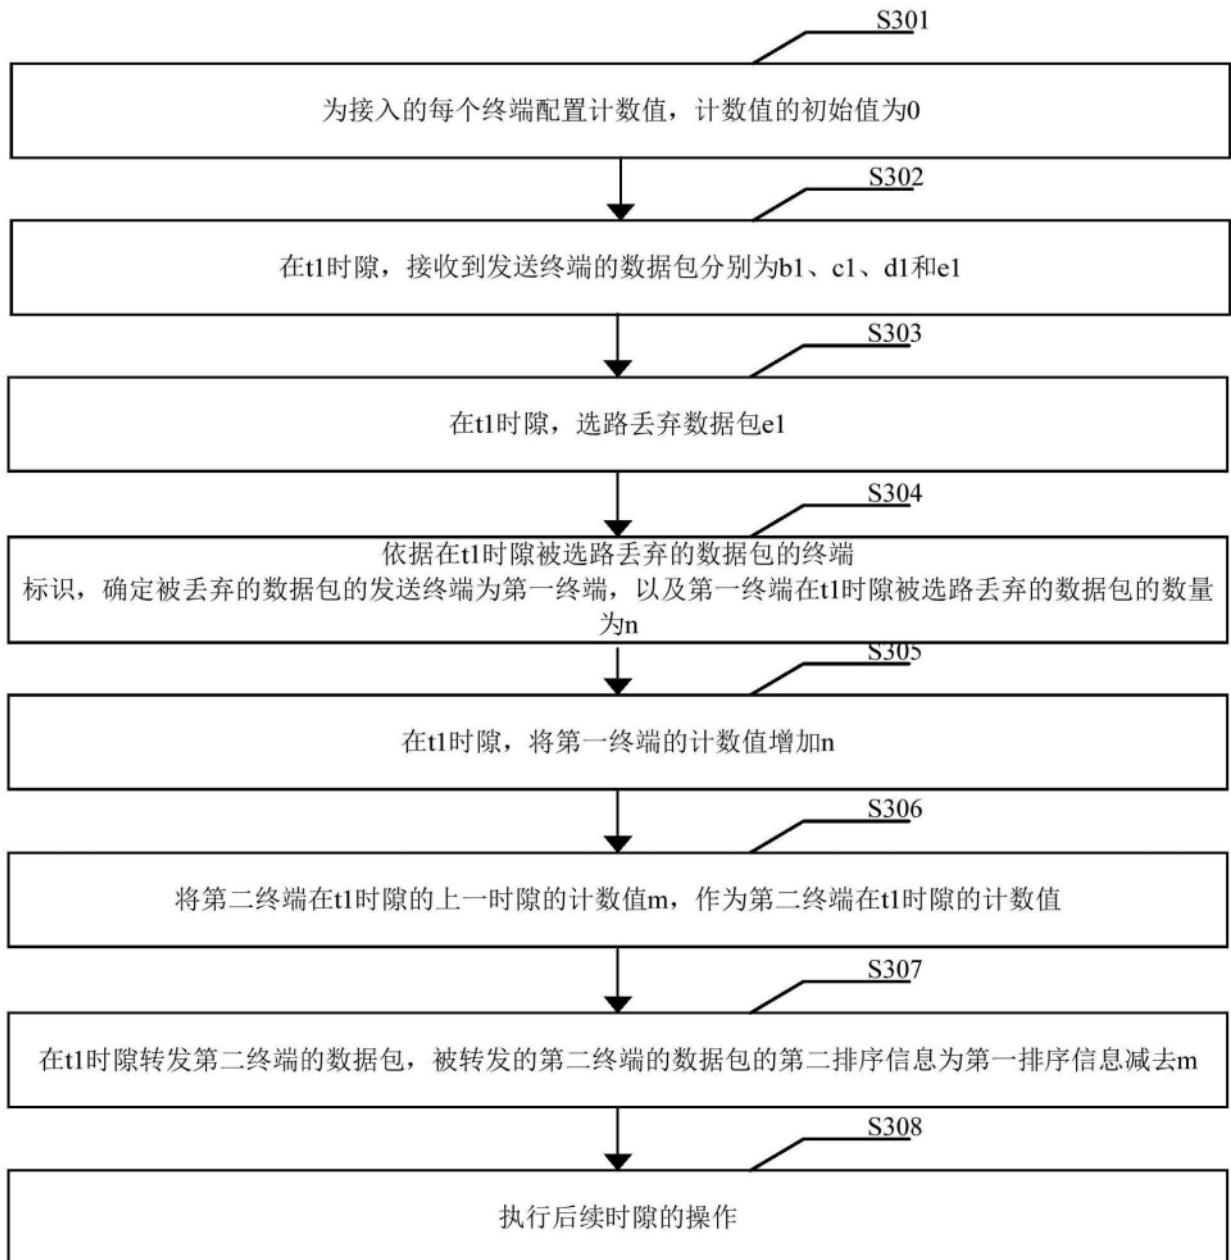 S301
为接入的每个终端配置计数值，计数值的初始值为0
S302
在t1时隙，接收到发送终端的数据包分别为b1、c1、d1和e1
S303
在t1时隙，选路丢弃数据包e1
S304
依据在t1时隙被选路丢弃的数据包的终端
标识，确定被丢弃的数据包的发送终端为第一终端，以及第一终端在t1时隙被选路丢弃的数据包的数量
为n
S305
在t1时隙，将第一终端的计数值增加n
S306
将第二终端在t1时隙的上一时隙的计数值m，作为第二终端在t1时隙的计数值
S307
在t1时隙转发第二终端的数据包，被转发的第二终端的数据包的第二排序信息为第一排序信息减去m
S308
执行后续时隙的操作